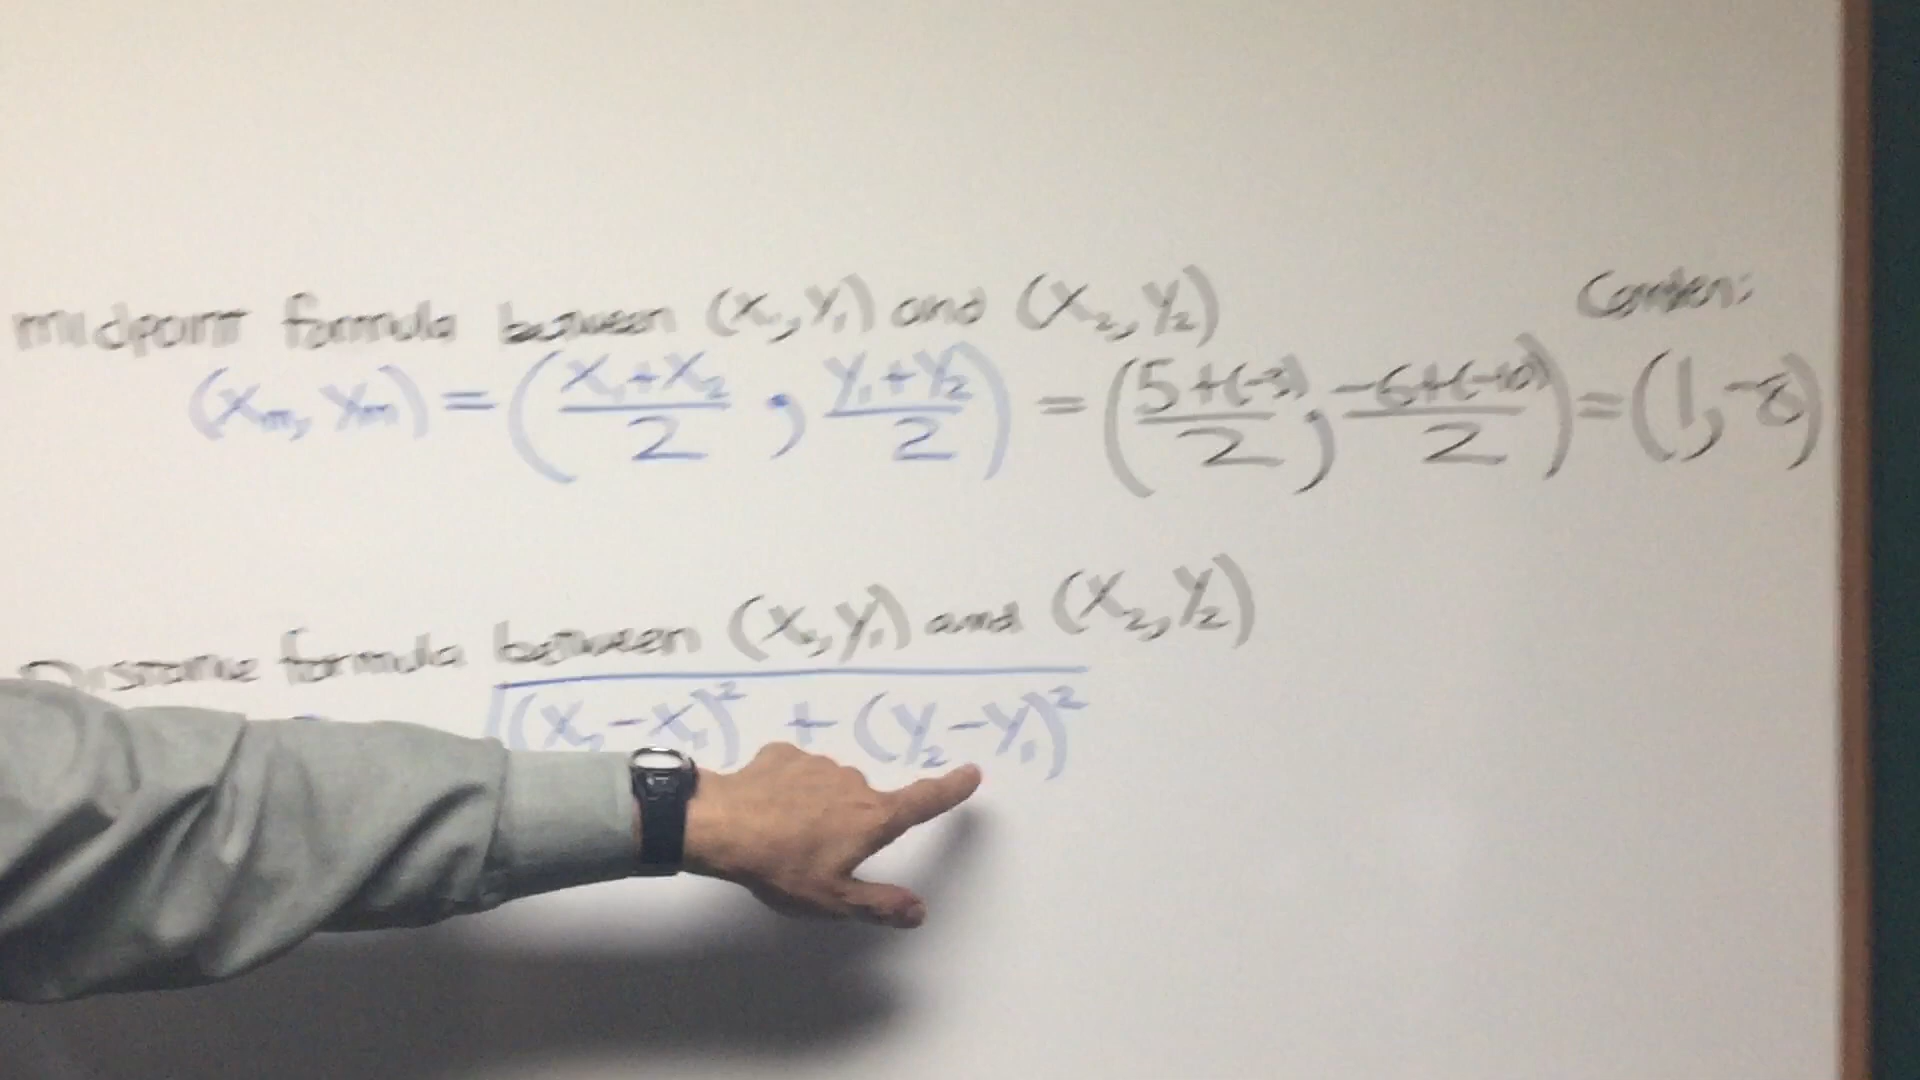 midpoint formula between (x₁, y₁) and (x₂, y₂)
Center:
(xₘ, yₘ) = ( (x₁+x₂)/2 , (y₁+y₂)/2 ) = ( (5+(-3))/2 , (-6+(-10))/2 ) = (1, -8)
Distance formula between (x₁, y₁) and (x₂, y₂)
√((x₂-x₁)² + (y₂-y₁)²)